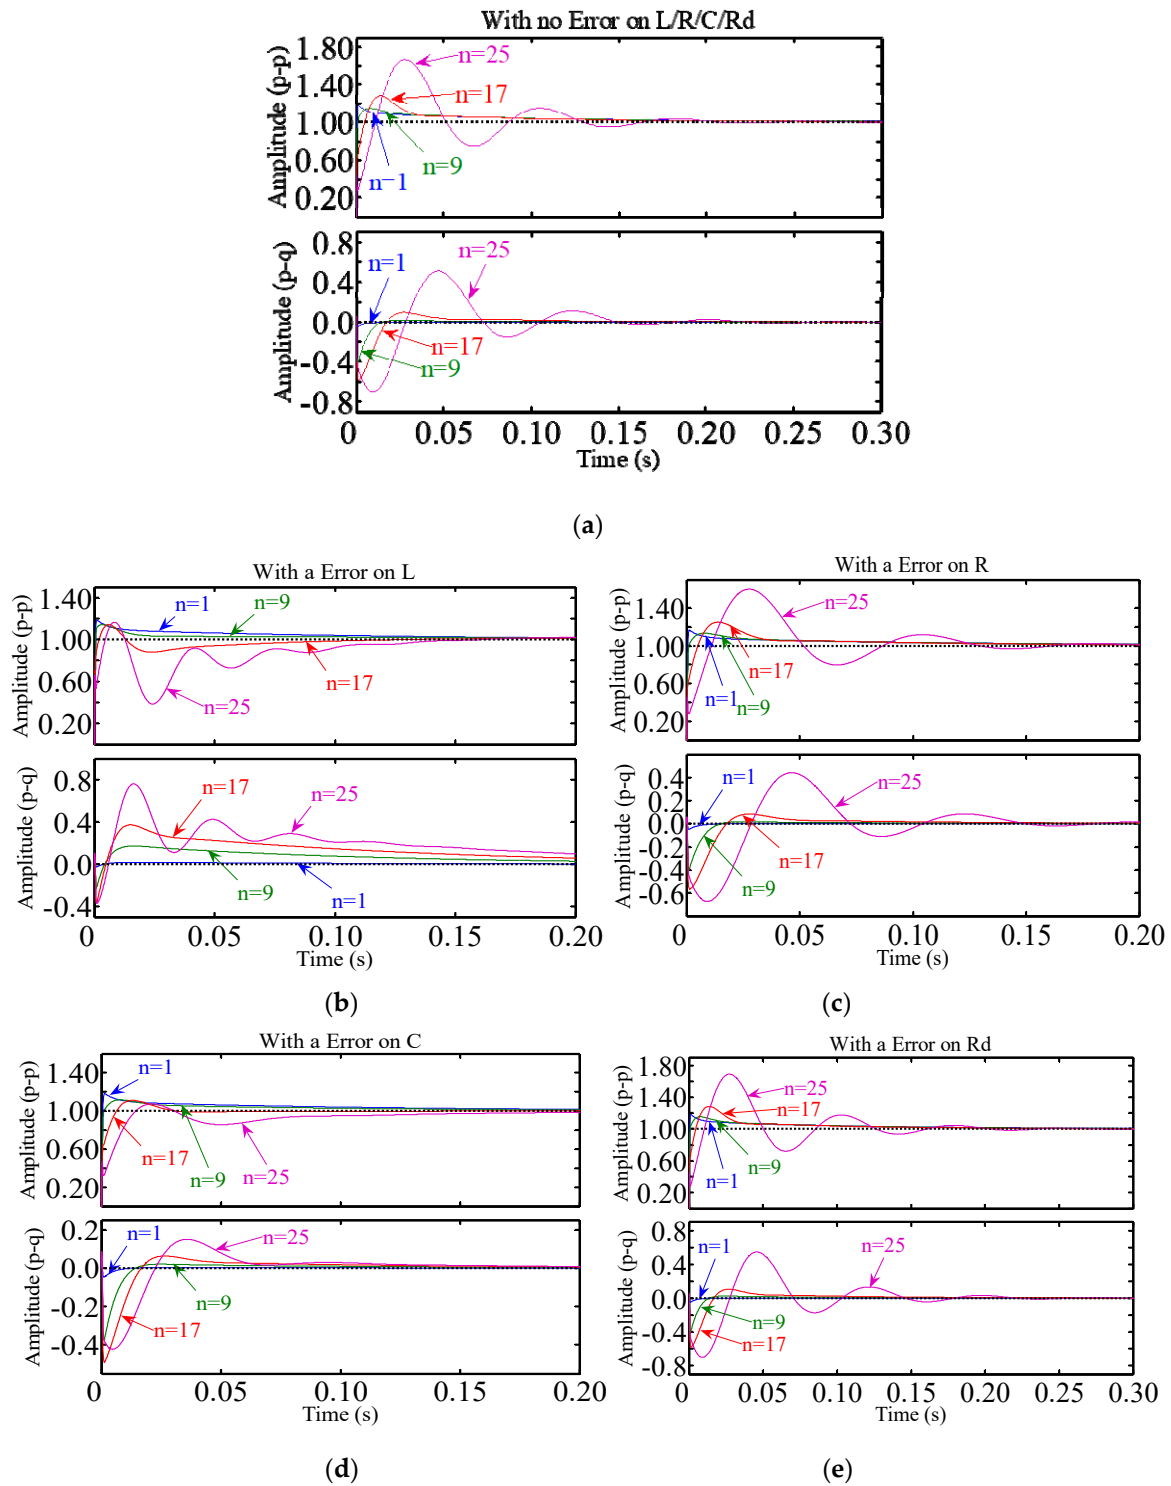 With no Error on L/R/C/Rd
Amplitude (p-p)
1.80
1.40
1.00
0.60
0.20
n=25
n=17
n=1
n=9
Amplitude (p-q)
0.8
0.4
0.0
-0.4
-0.8
n=1
n=25
n=17
n=9
0 0.05 0.10 0.15 0.20 0.25 0.30
Time (s)
(a)
With a Error on L
Amplitude (p-p)
1.40
1.00
0.60
0.20
n=1
n=9
n=17
n=25
Amplitude (p-q)
0.8
0.4
0.0
-0.4
n=17
n=25
n=9
n=1
0 0.05 0.10 0.15 0.20
Time (s)
(b)
With a Error on R
Amplitude (p-p)
1.40
1.00
0.60
0.20
n=25
n=17
n=1
n=9
Amplitude (p-q)
0.4
0.2
0.0
-0.2
-0.4
-0.6
n=1
n=25
n=17
n=9
0 0.05 0.10 0.15 0.20
Time (s)
(c)
With a Error on C
Amplitude (p-p)
1.40
1.00
0.60
0.20
n=1
n=17
n=9
n=25
Amplitude (p-q)
0.2
0.0
-0.2
-0.4
n=1
n=25
n=9
n=17
0 0.05 0.10 0.15 0.20
Time (s)
(d)
With a Error on Rd
Amplitude (p-p)
1.80
1.40
1.00
0.60
0.20
n=25
n=17
n=9
n=1
Amplitude (p-q)
0.8
0.4
0.0
-0.4
-0.8
n=1
n=25
n=9
n=17
0 0.05 0.10 0.15 0.20 0.25 0.30
Time (s)
(e)